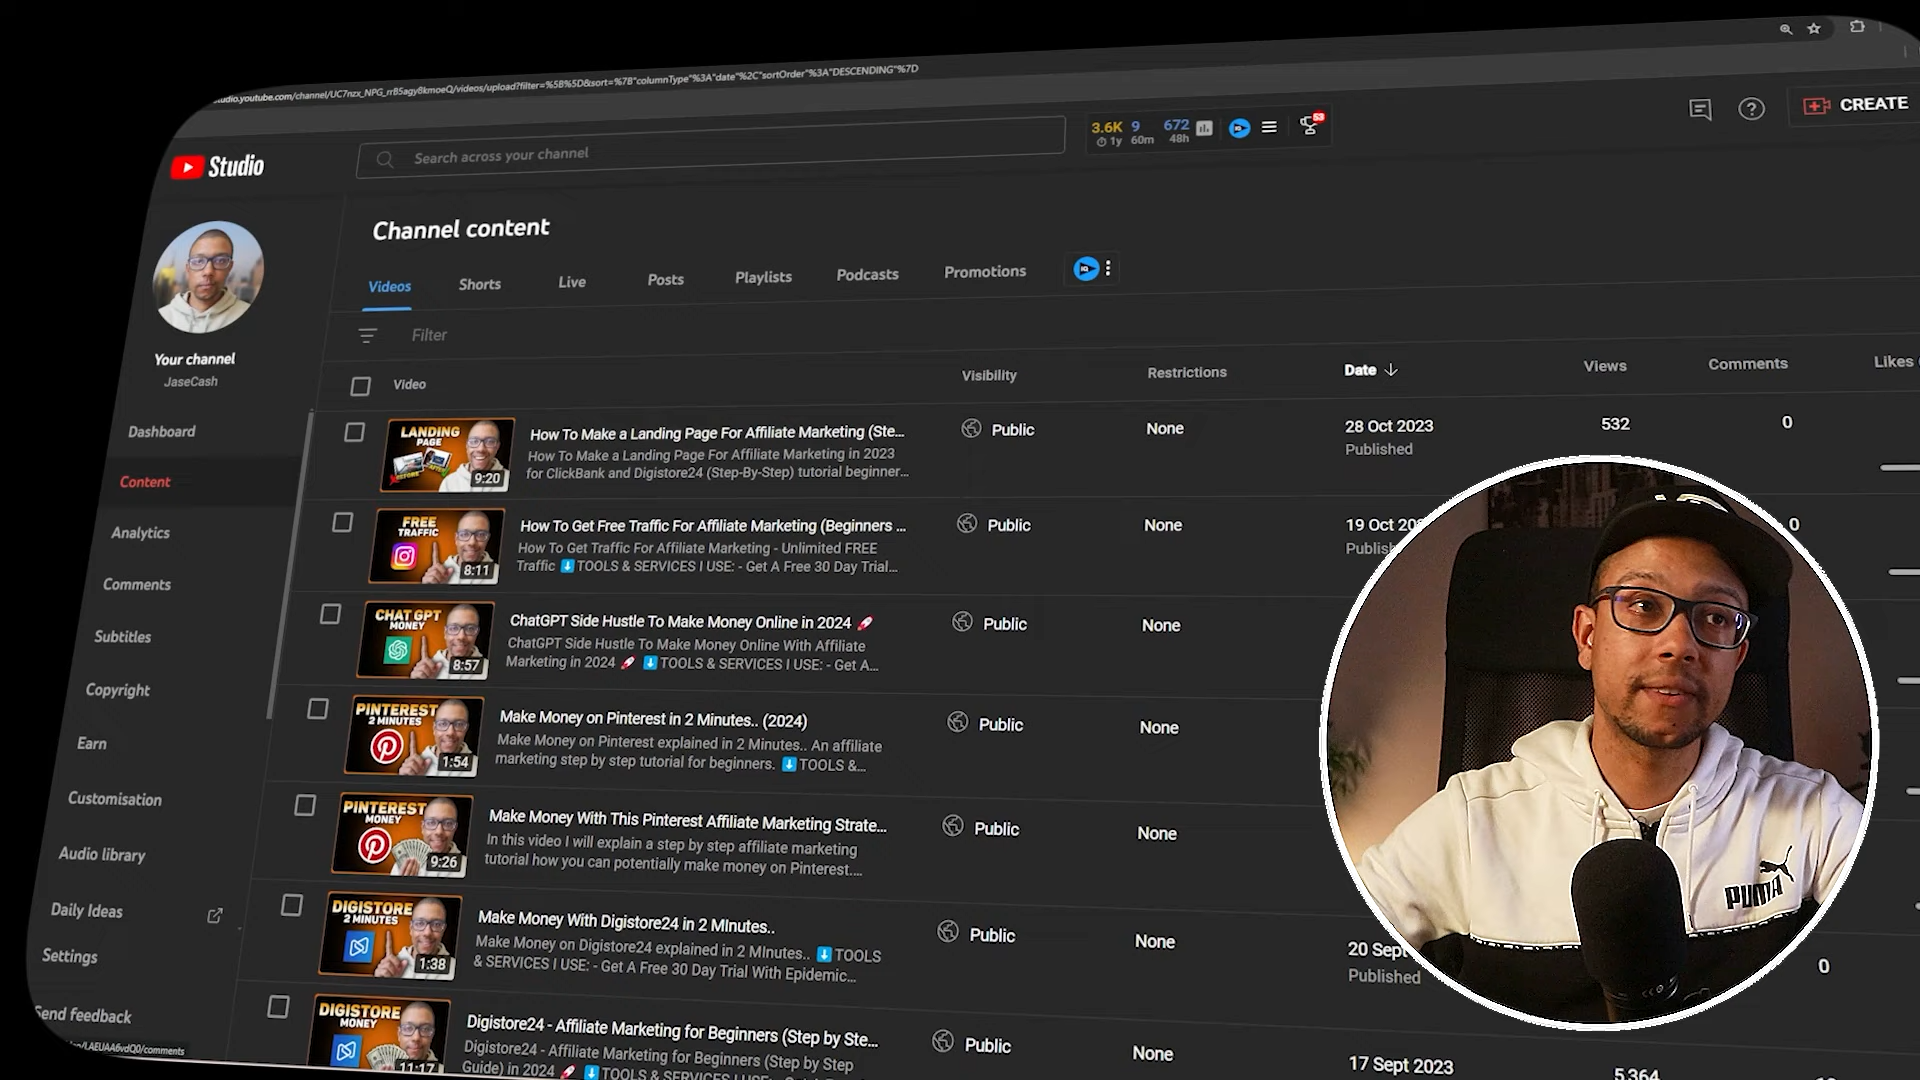 studio.youtube.com/channel/UC7nzx_NPG_rrB5agy8kmoeQ/videos/upload?filter=%5B%5D&sort=%7B"columnType"%3A"date"%2C"sortOrder"%3A"DESCENDING"%7D
Studio
Search across your channel
3.6K 9 672
1y 60m 48h
53
CREATE
Channel content
Videos Shorts Live Posts Playlists Podcasts Promotions
Filter
Your channel
JaseCash
Dashboard
Content
Analytics
Comments
Subtitles
Copyright
Earn
Customisation
Audio library
Daily Ideas
Settings
Send feedback
Video Visibility Restrictions Date Views Comments Likes
LANDING
PAGE
9:20
How To Make a Landing Page For Affiliate Marketing (Ste...
How To Make a Landing Page For Affiliate Marketing in 2023
for ClickBank and Digistore24 (Step-By-Step) tutorial beginner...
Public None 28 Oct 2023 532 0
Published
FREE
TRAFFIC
8:11
How To Get Free Traffic For Affiliate Marketing (Beginners ...
How To Get Traffic For Affiliate Marketing - Unlimited FREE
Traffic ⬇️TOOLS & SERVICES I USE: - Get A Free 30 Day Trial...
Public None 19 Oct 0
CHAT GPT
MONEY
8:57
ChatGPT Side Hustle To Make Money Online in 2024 🚀
ChatGPT Side Hustle To Make Money Online With Affiliate
Marketing in 2024 🚀 ⬇️TOOLS & SERVICES I USE: - Get A...
Public None
PINTEREST
2 MINUTES
1:54
Make Money on Pinterest in 2 Minutes.. (2024)
Make Money on Pinterest explained in 2 Minutes.. An affiliate
marketing step by step tutorial for beginners. ⬇️TOOLS &...
Public None
PINTEREST
MONEY
9:26
Make Money With This Pinterest Affiliate Marketing Strate...
In this video I will explain a step by step affiliate marketing
tutorial how you can potentially make money on Pinterest....
Public None
DIGISTORE
2 MINUTES
1:38
Make Money With Digistore24 in 2 MInutes..
Make Money on Digistore24 explained in 2 MInutes.. ⬇️TOOLS
& SERVICES I USE: - Get A Free 30 Day Trial With Epidemic...
Public None 20 Sept 0
Published
DIGISTORE
MONEY
11:17
Digistore24 - Affiliate Marketing for Beginners (Step by Ste...
Digistore24 - Affiliate Marketing for Beginners (Step by Step
Guide) in 2024 🚀 ⬇️TOOLS & SERVICES I USE: - Get A Free
Public None 17 Sept 2023 5,364
PUMA